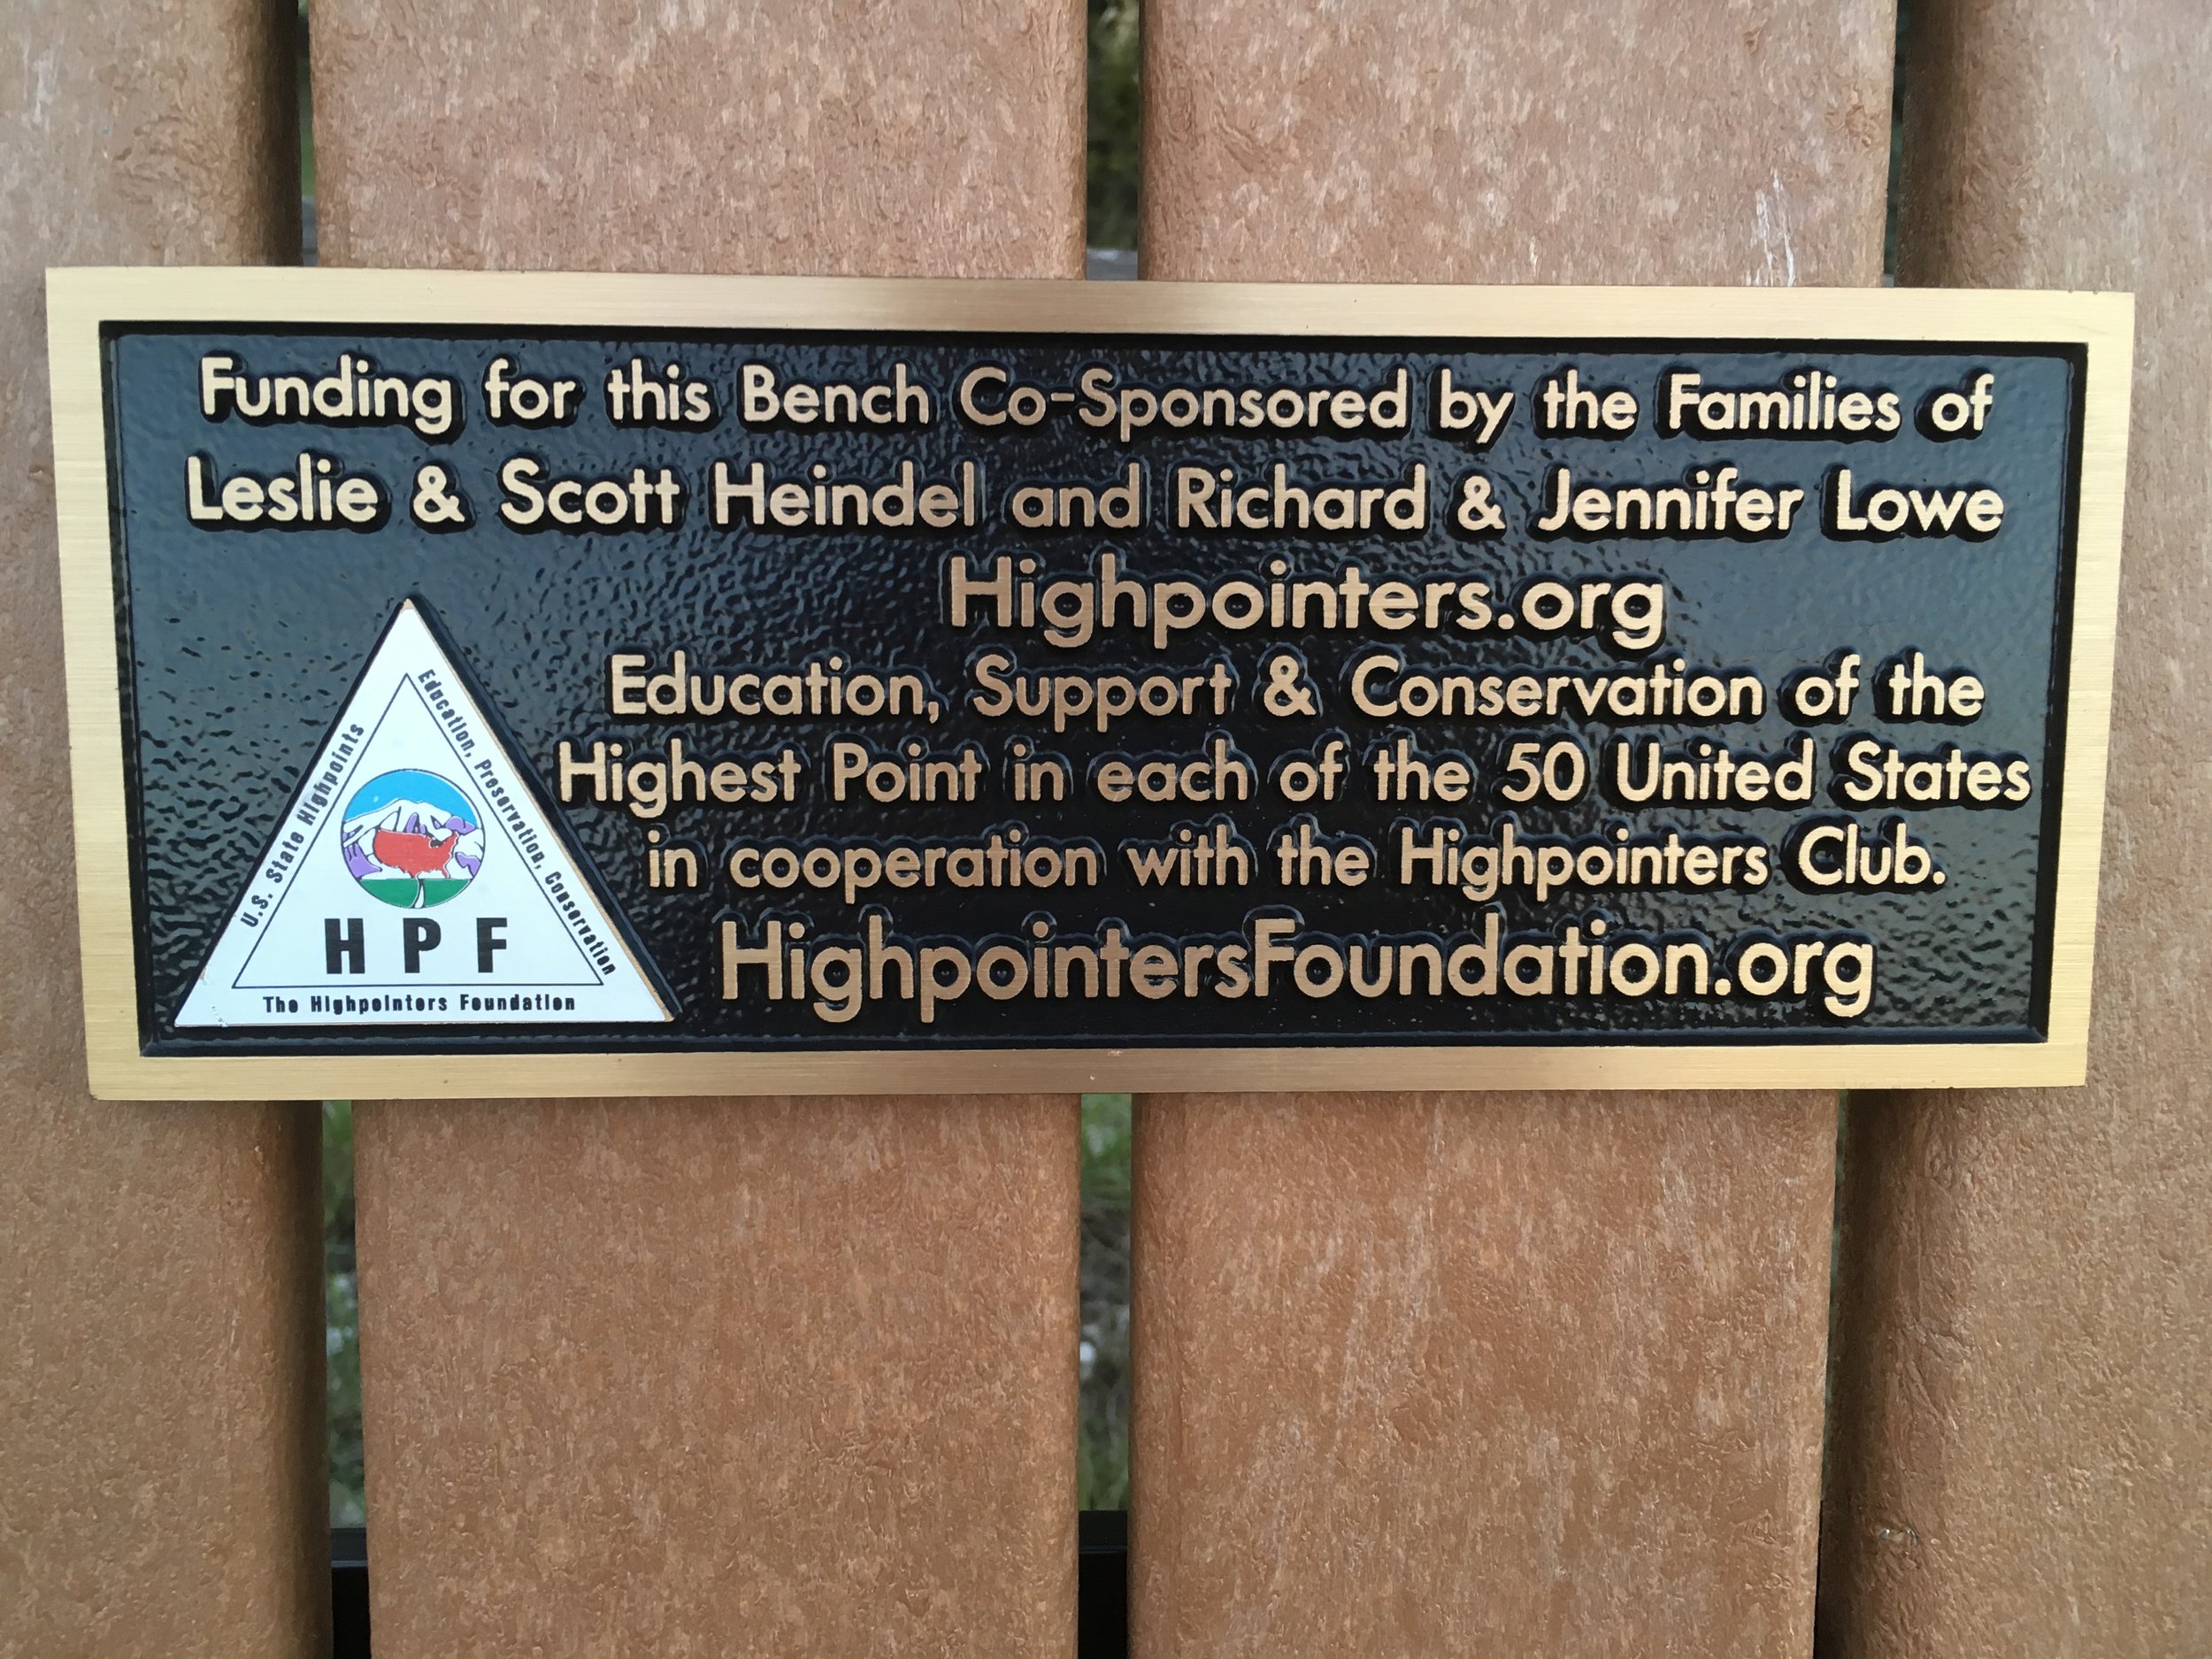 Funding for this Bench Co-Sponsored by the Families of
Leslie & Scott Heindel and Richard & Jennifer Lowe
Highpointers.org
Education, Support & Conservation of the
Highest Point in each of the 50 United States
in cooperation with the Highpointers Club.
HighpointersFoundation.org
U.S. State Highpoints
Education, Preservation, Conservation
HPF
The Highpointers Foundation